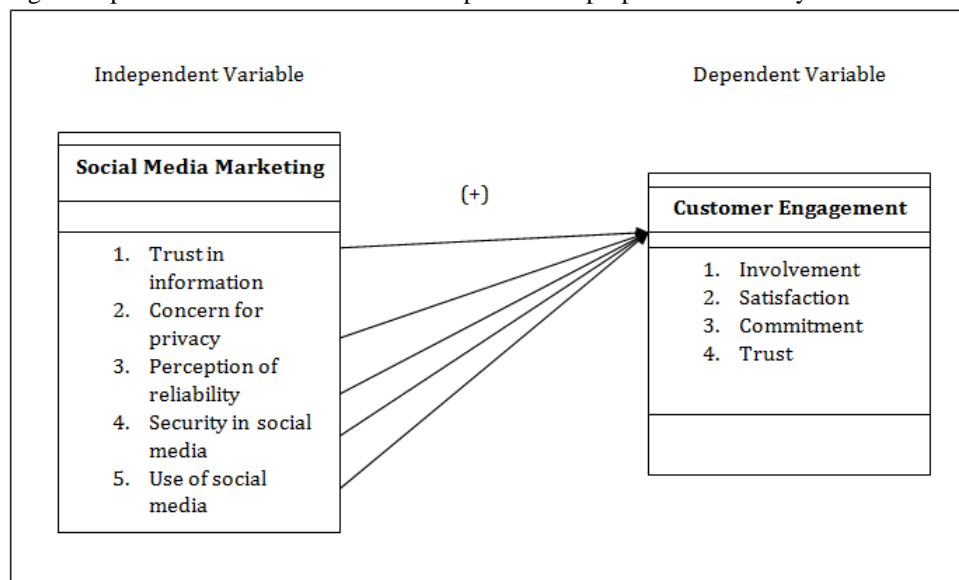 Independent Variable
Dependent Variable
Social Media Marketing
(+)
Customer Engagement
1. Trust in
information
2. Concern for
privacy
3. Perception of
reliability
4. Security in social
media
5. Use of social
media
1. Involvement
2. Satisfaction
3. Commitment
4. Trust